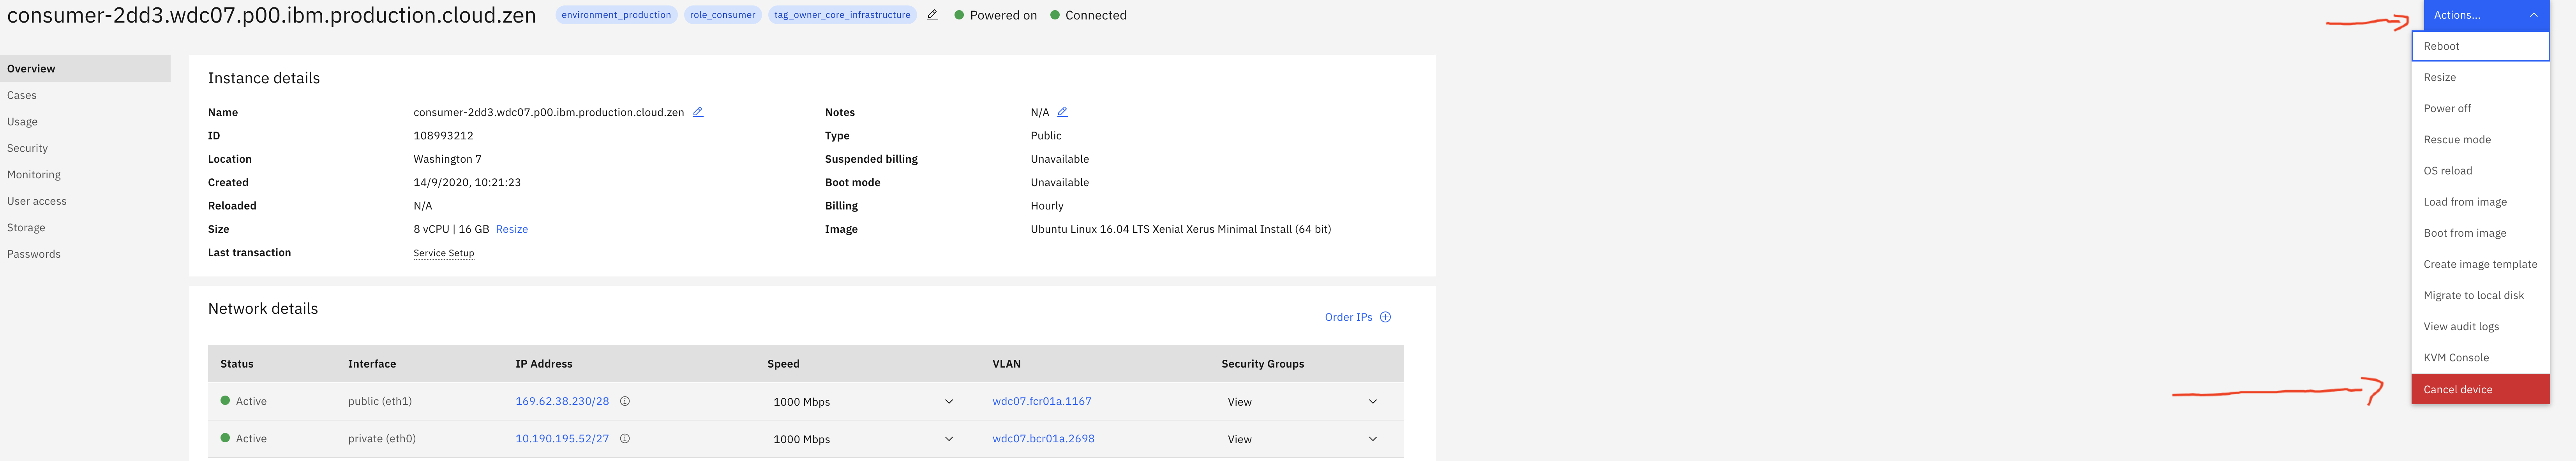 consumer-2dd3.wdc07.p00.ibm.production.cloud.zen environment_production role_consumer tag_owner_core_infrastructure Powered on Connected Actions...
Overview
Cases
Usage
Security
Monitoring
User access
Storage
Passwords
Instance details
Name consumer-2dd3.wdc07.p00.ibm.production.cloud.zen Notes N/A
ID 108993212 Type Public
Location Washington 7 Suspended billing Unavailable
Created 14/9/2020, 10:21:23 Boot mode Unavailable
Reloaded N/A Billing Hourly
Size 8 vCPU | 16 GB Resize Image Ubuntu Linux 16.04 LTS Xenial Xerus Minimal Install (64 bit)
Last transaction Service Setup
Network details
Order IPs
Status Interface IP Address Speed VLAN Security Groups
Active public (eth1) 169.62.38.230/28 1000 Mbps wdc07.fcr01a.1167 View
Active private (eth0) 10.190.195.52/27 1000 Mbps wdc07.bcr01a.2698 View
Reboot
Resize
Power off
Rescue mode
OS reload
Load from image
Boot from image
Create image template
Migrate to local disk
View audit logs
KVM Console
Cancel device